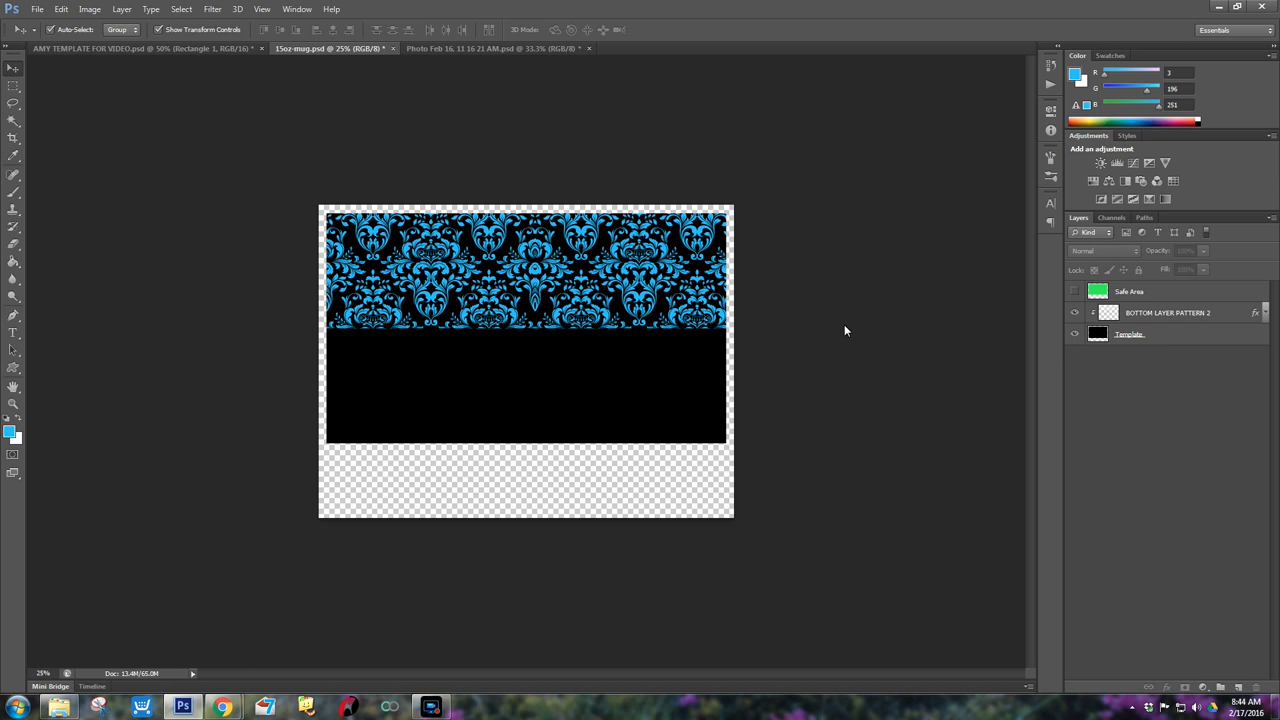 Ps File Edit Image Layer Type Select Filter 3D View Window Help
Auto-Select: Group Show Transform Controls 3D Mode: Essentials
AMY TEMPLATE FOR VIDEO.psd @ 50% (Rectangle 1, RGB/16) * × 15oz-mug.psd @ 25% (RGB/8) * × Photo Feb 16, 11 16 21 AM.psd @ 33.3% (RGB/8) * ×
Color Swatches
R 3
G 196
B 251
Adjustments Styles
Add an adjustment
Layers Channels Paths
Kind
Normal Opacity: 100%
Lock: Fill: 100%
Safe Area
BOTTOM LAYER PATTERN 2 fx
Template
25% Doc: 13.4M/65.0M
Mini Bridge Timeline
8:44 AM
2/17/2016